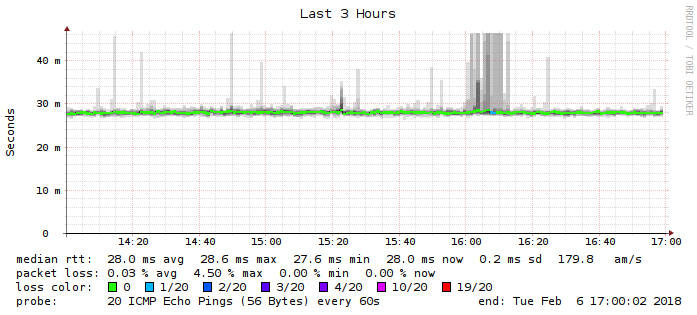 Last 3 Hours
RRDTOOL / TOBI OETIKER
Seconds
40 m
30 m
20 m
10 m
0
14:20 14:40 15:00 15:20 15:40 16:00 16:20 16:40 17:00
median rtt: 28.0 ms avg 28.6 ms max 27.6 ms min 28.0 ms now 0.2 ms sd 179.8 am/s
packet loss: 0.03 % avg 4.50 % max 0.00 % min 0.00 % now
loss color: 0 1/20 2/20 3/20 4/20 10/20 19/20
probe: 20 ICMP Echo Pings (56 Bytes) every 60s end: Tue Feb 6 17:00:02 2018